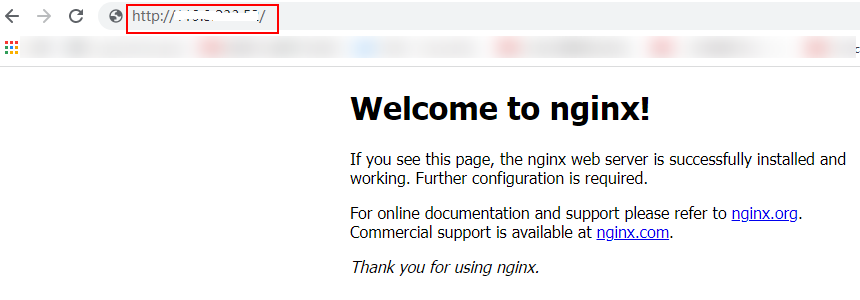 http://
Welcome to nginx!
If you see this page, the nginx web server is successfully installed and
working. Further configuration is required.
For online documentation and support please refer to nginx.org.
Commercial support is available at nginx.com.
Thank you for using nginx.